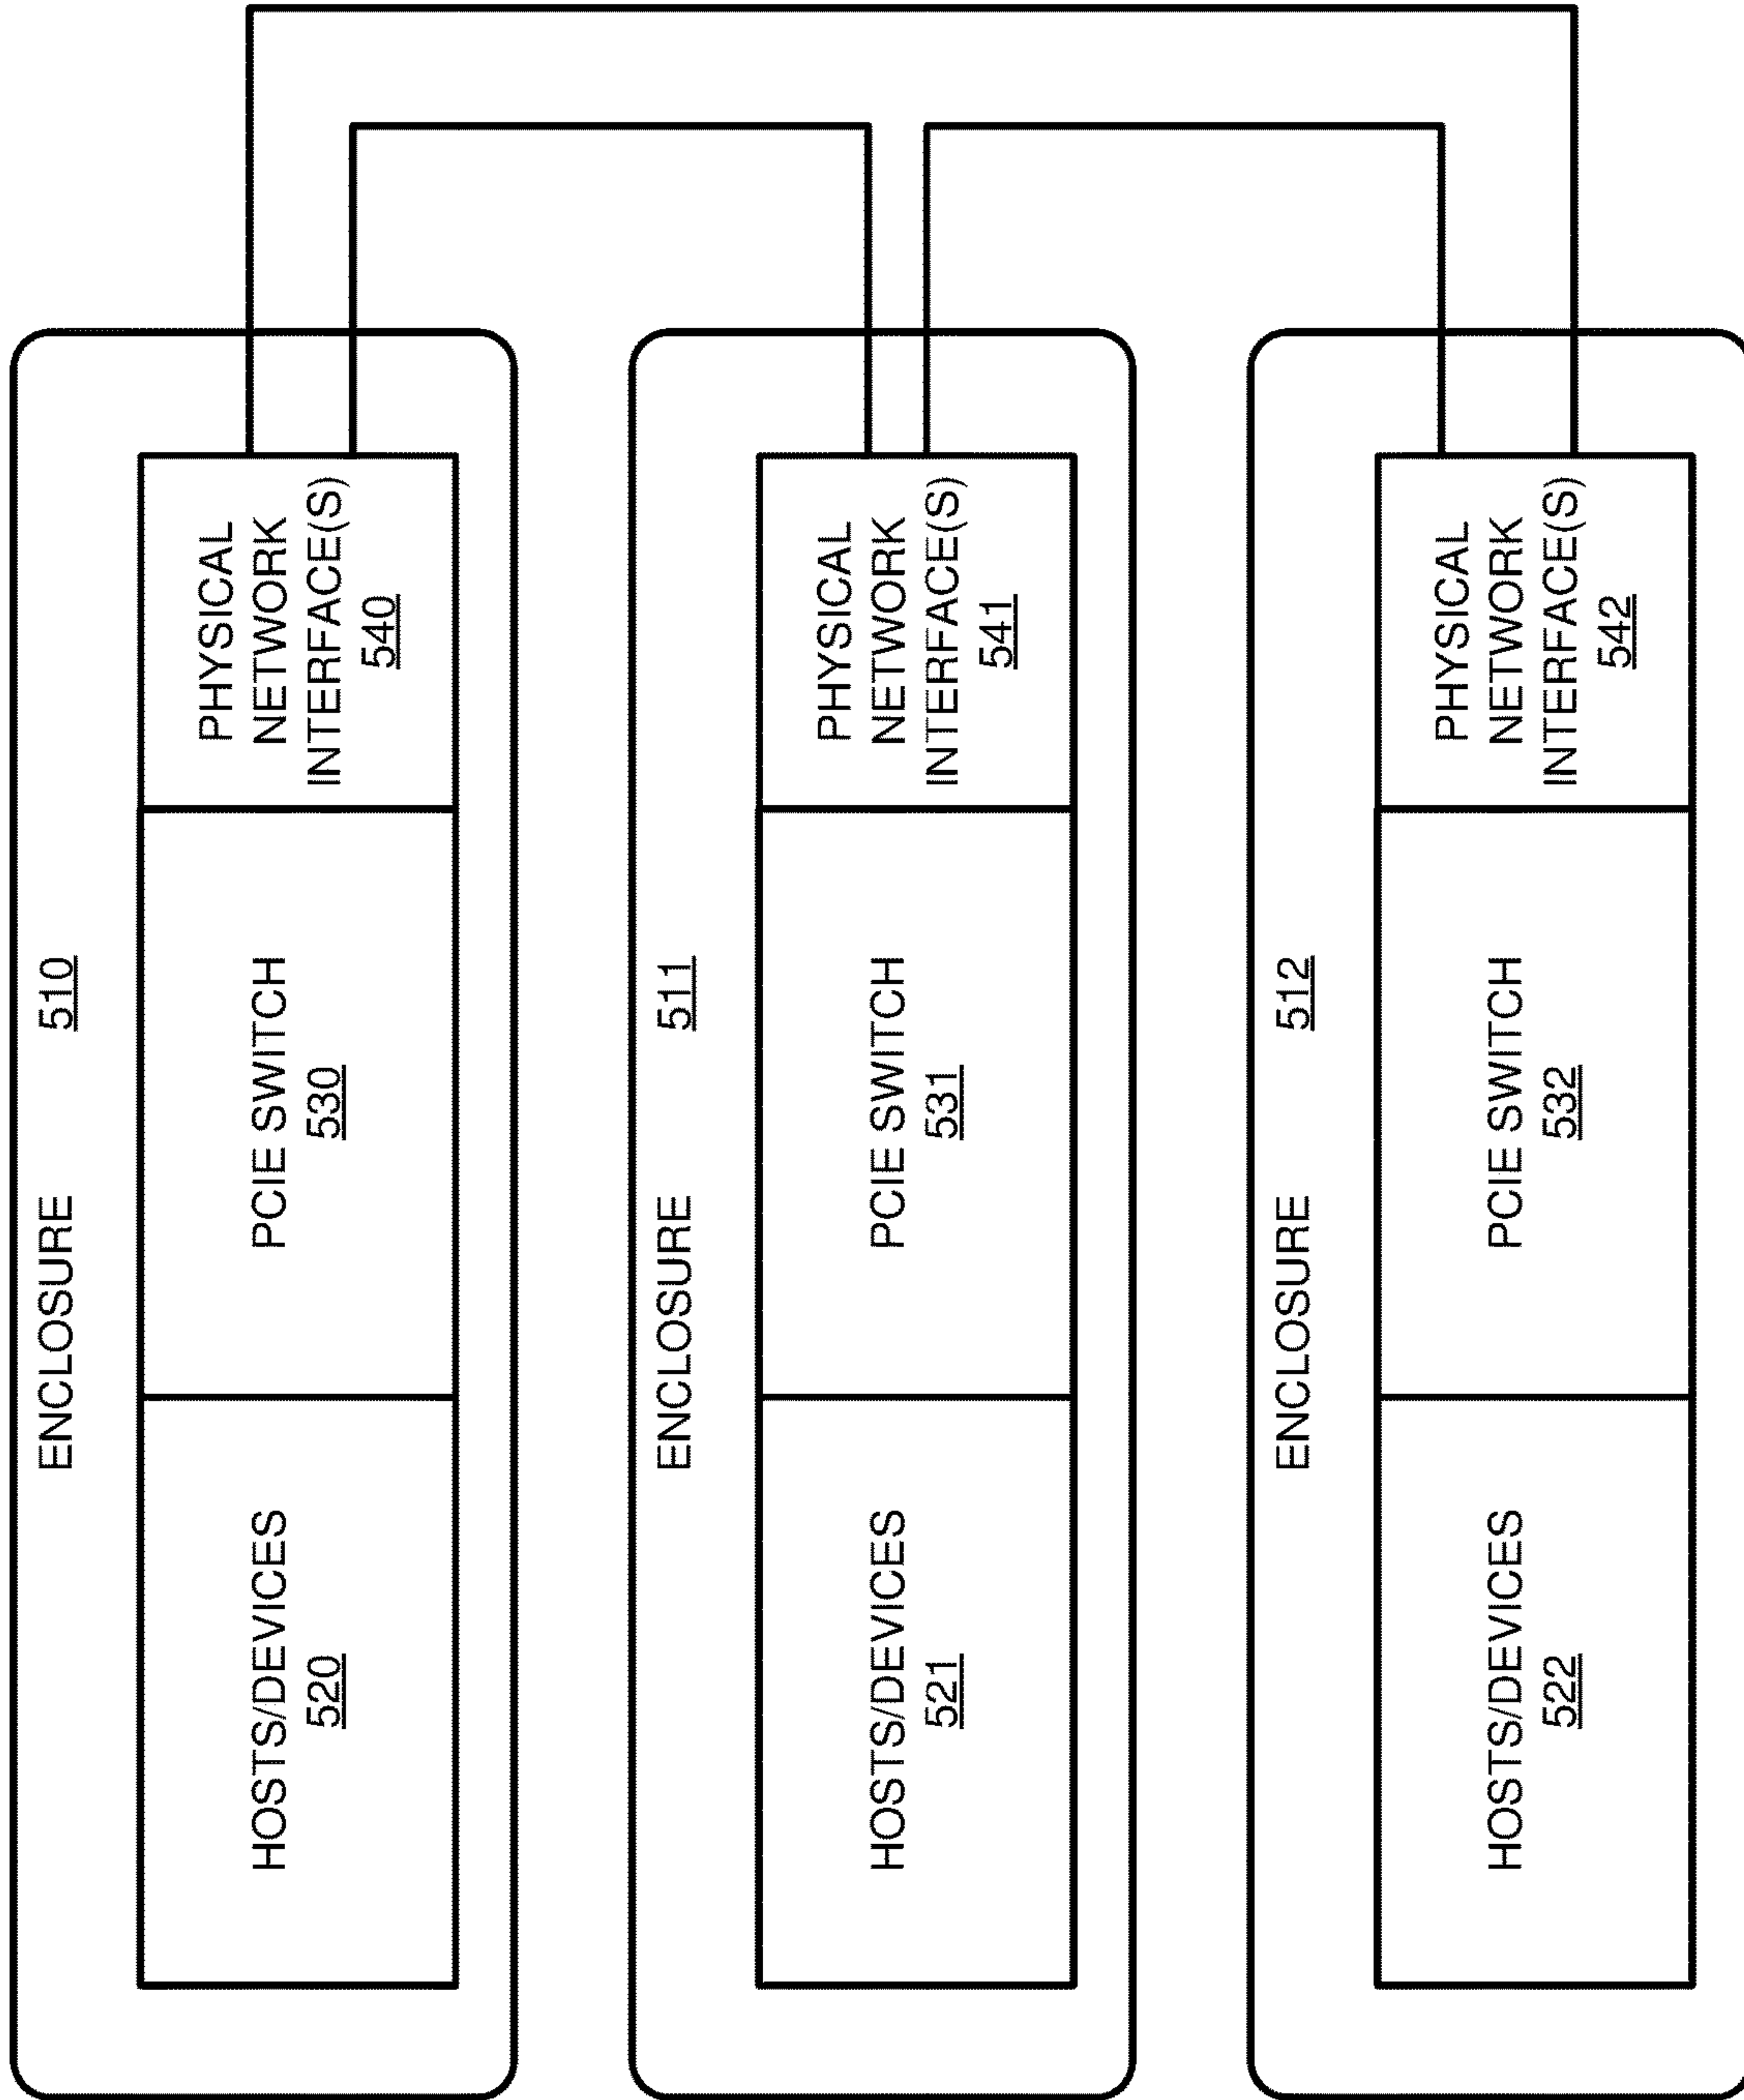 ENCLOSURE 510
HOSTS/DEVICES
520
PCIE SWITCH
530
PHYSICAL
NETWORK
INTERFACE(S)
540
ENCLOSURE 511
HOSTS/DEVICES
521
PCIE SWITCH
531
PHYSICAL
NETWORK
INTERFACE(S)
541
ENCLOSURE 512
HOSTS/DEVICES
522
PCIE SWITCH
532
PHYSICAL
NETWORK
INTERFACE(S)
542